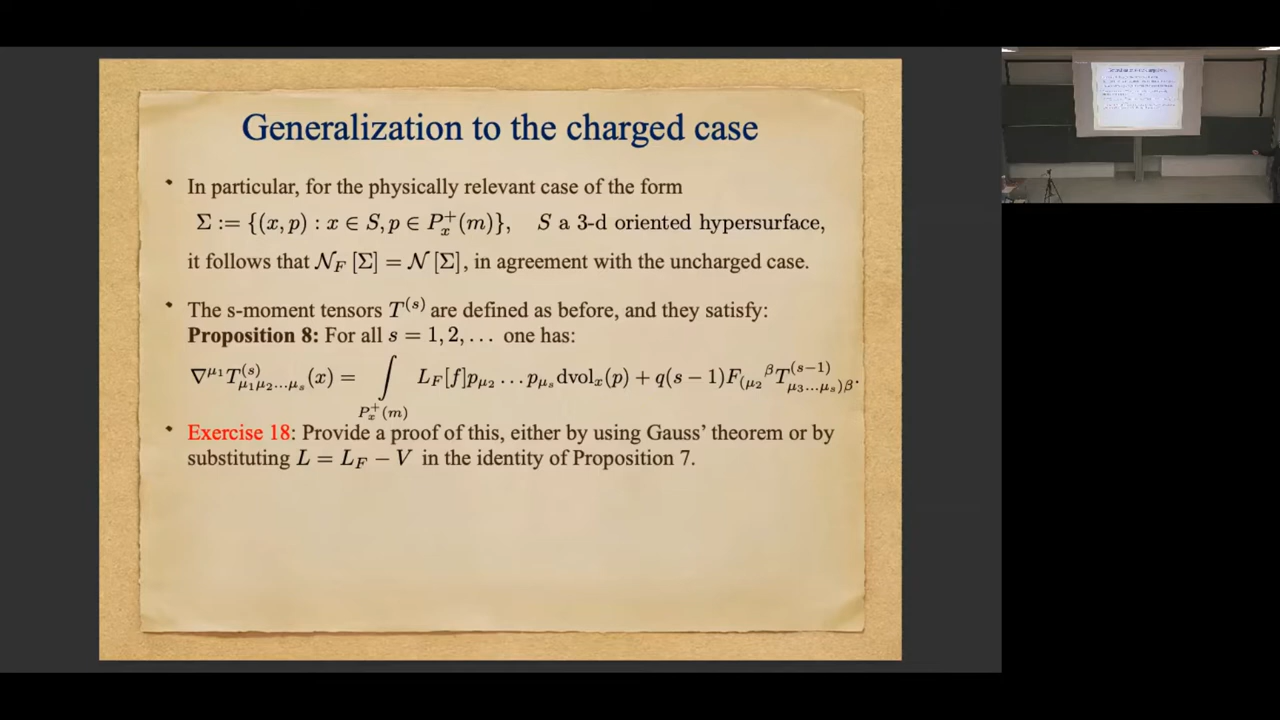 Generalization to the charged case
• In particular, for the physically relevant case of the form
Σ := {(x, p) : x ∈ S, p ∈ P_x^+(m)},   S a 3-d oriented hypersurface,
it follows that 𝒩_F [Σ] = 𝒩 [Σ], in agreement with the uncharged case.
• The s-moment tensors T^{(s)} are defined as before, and they satisfy:
Proposition 8: For all s = 1, 2, . . . one has:
∇^{μ_1} T^{(s)}_{μ_1 μ_2 ... μ_s}(x) = ∫_{P_x^+(m)} L_F[f] p_{μ_2} . . . p_{μ_s} dvol_x(p) + q(s − 1) F_{(μ_2}{}^β T^{(s−1)}_{μ_3 ... μ_s)β}.
• Exercise 18: Provide a proof of this, either by using Gauss' theorem or by
substituting L = L_F − V in the identity of Proposition 7.